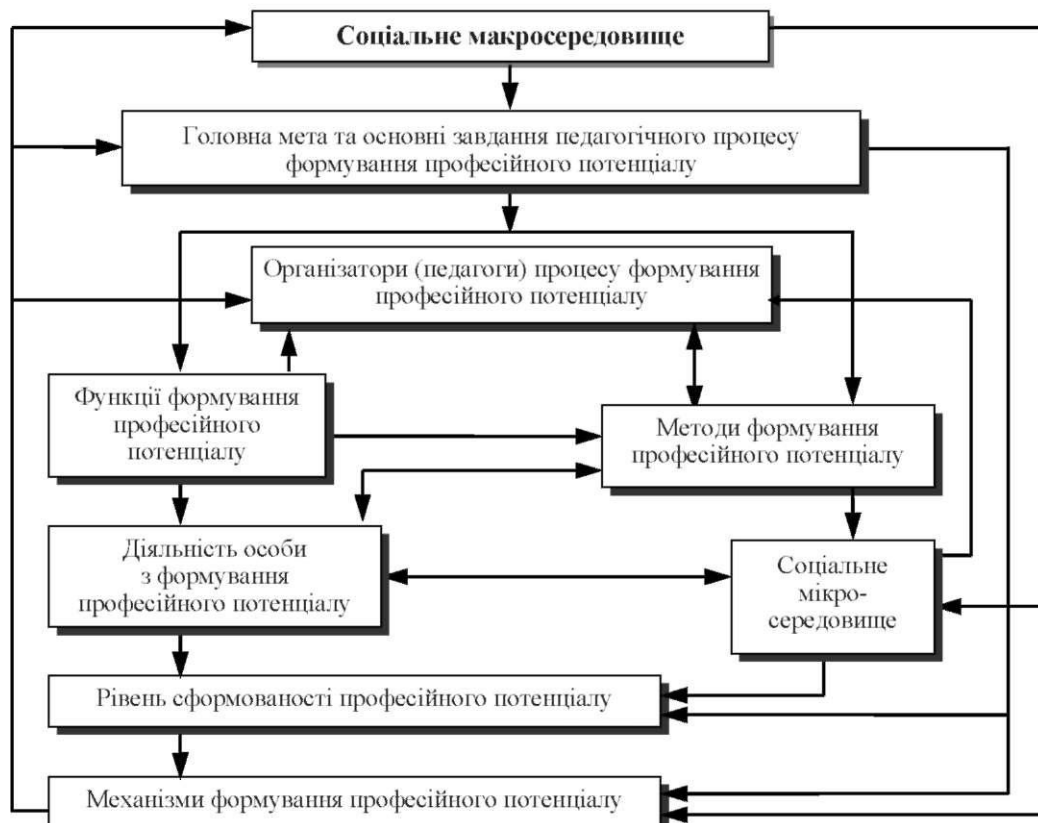 Соціальне макросередовище
Головна мета та основні завдання педагогічного процесу
формування професійного потенціалу
Організатори (педагоги) процесу формування
професійного потенціалу
Функції формування
професійного
потенціалу
Методи формування
професійного потенціалу
Діяльність особи
з формування
професійного потенціалу
Соціальне
мікро-
середовище
Рівень сформованості професійного потенціалу
Механізми формування професійного потенціалу